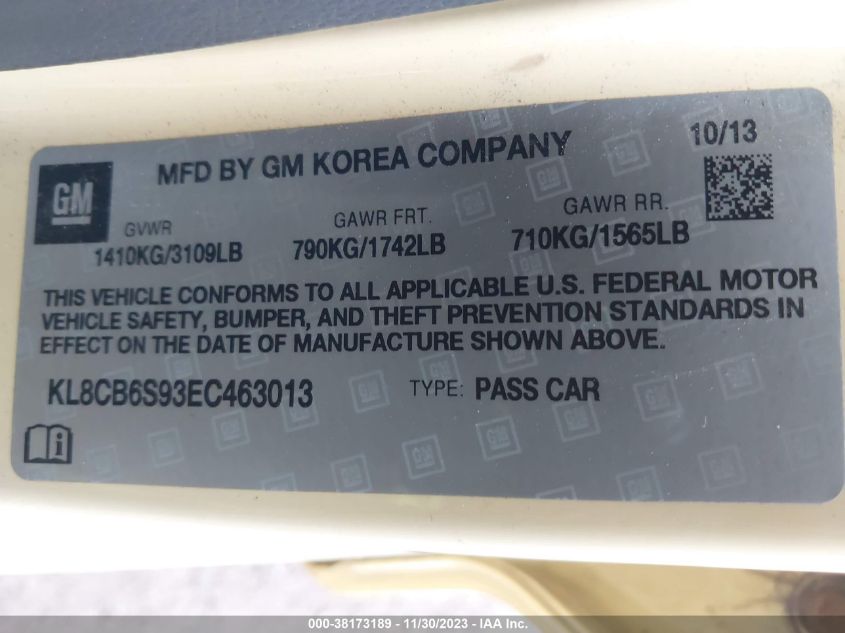 MFD BY GM KOREA COMPANY
10/13
GM
GVWR
1410KG/3109LB
GAWR FRT.
790KG/1742LB
GAWR RR.
710KG/1565LB
THIS VEHICLE CONFORMS TO ALL APPLICABLE U.S. FEDERAL MOTOR
VEHICLE SAFETY, BUMPER, AND THEFT PREVENTION STANDARDS IN
EFFECT ON THE DATE OF MANUFACTURE SHOWN ABOVE.
KL8CB6S93EC463013
TYPE: PASS CAR
000-38173189 - 11/30/2023 - IAA Inc.